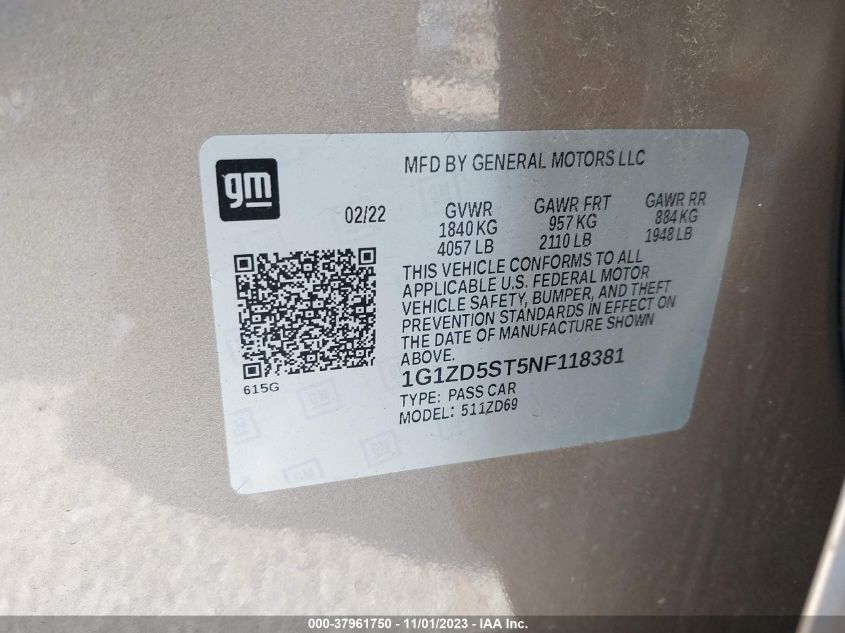 gm
MFD BY GENERAL MOTORS LLC
02/22
GVWR GAWR FRT GAWR RR
1840 KG 957 KG 884 KG
4057 LB 2110 LB 1948 LB
THIS VEHICLE CONFORMS TO ALL
APPLICABLE U.S. FEDERAL MOTOR
VEHICLE SAFETY, BUMPER, AND THEFT
PREVENTION STANDARDS IN EFFECT ON
THE DATE OF MANUFACTURE SHOWN
ABOVE.
615G
1G1ZD5ST5NF118381
TYPE: PASS CAR
MODEL: 511ZD69
000-37961750 - 11/01/2023 - IAA Inc.